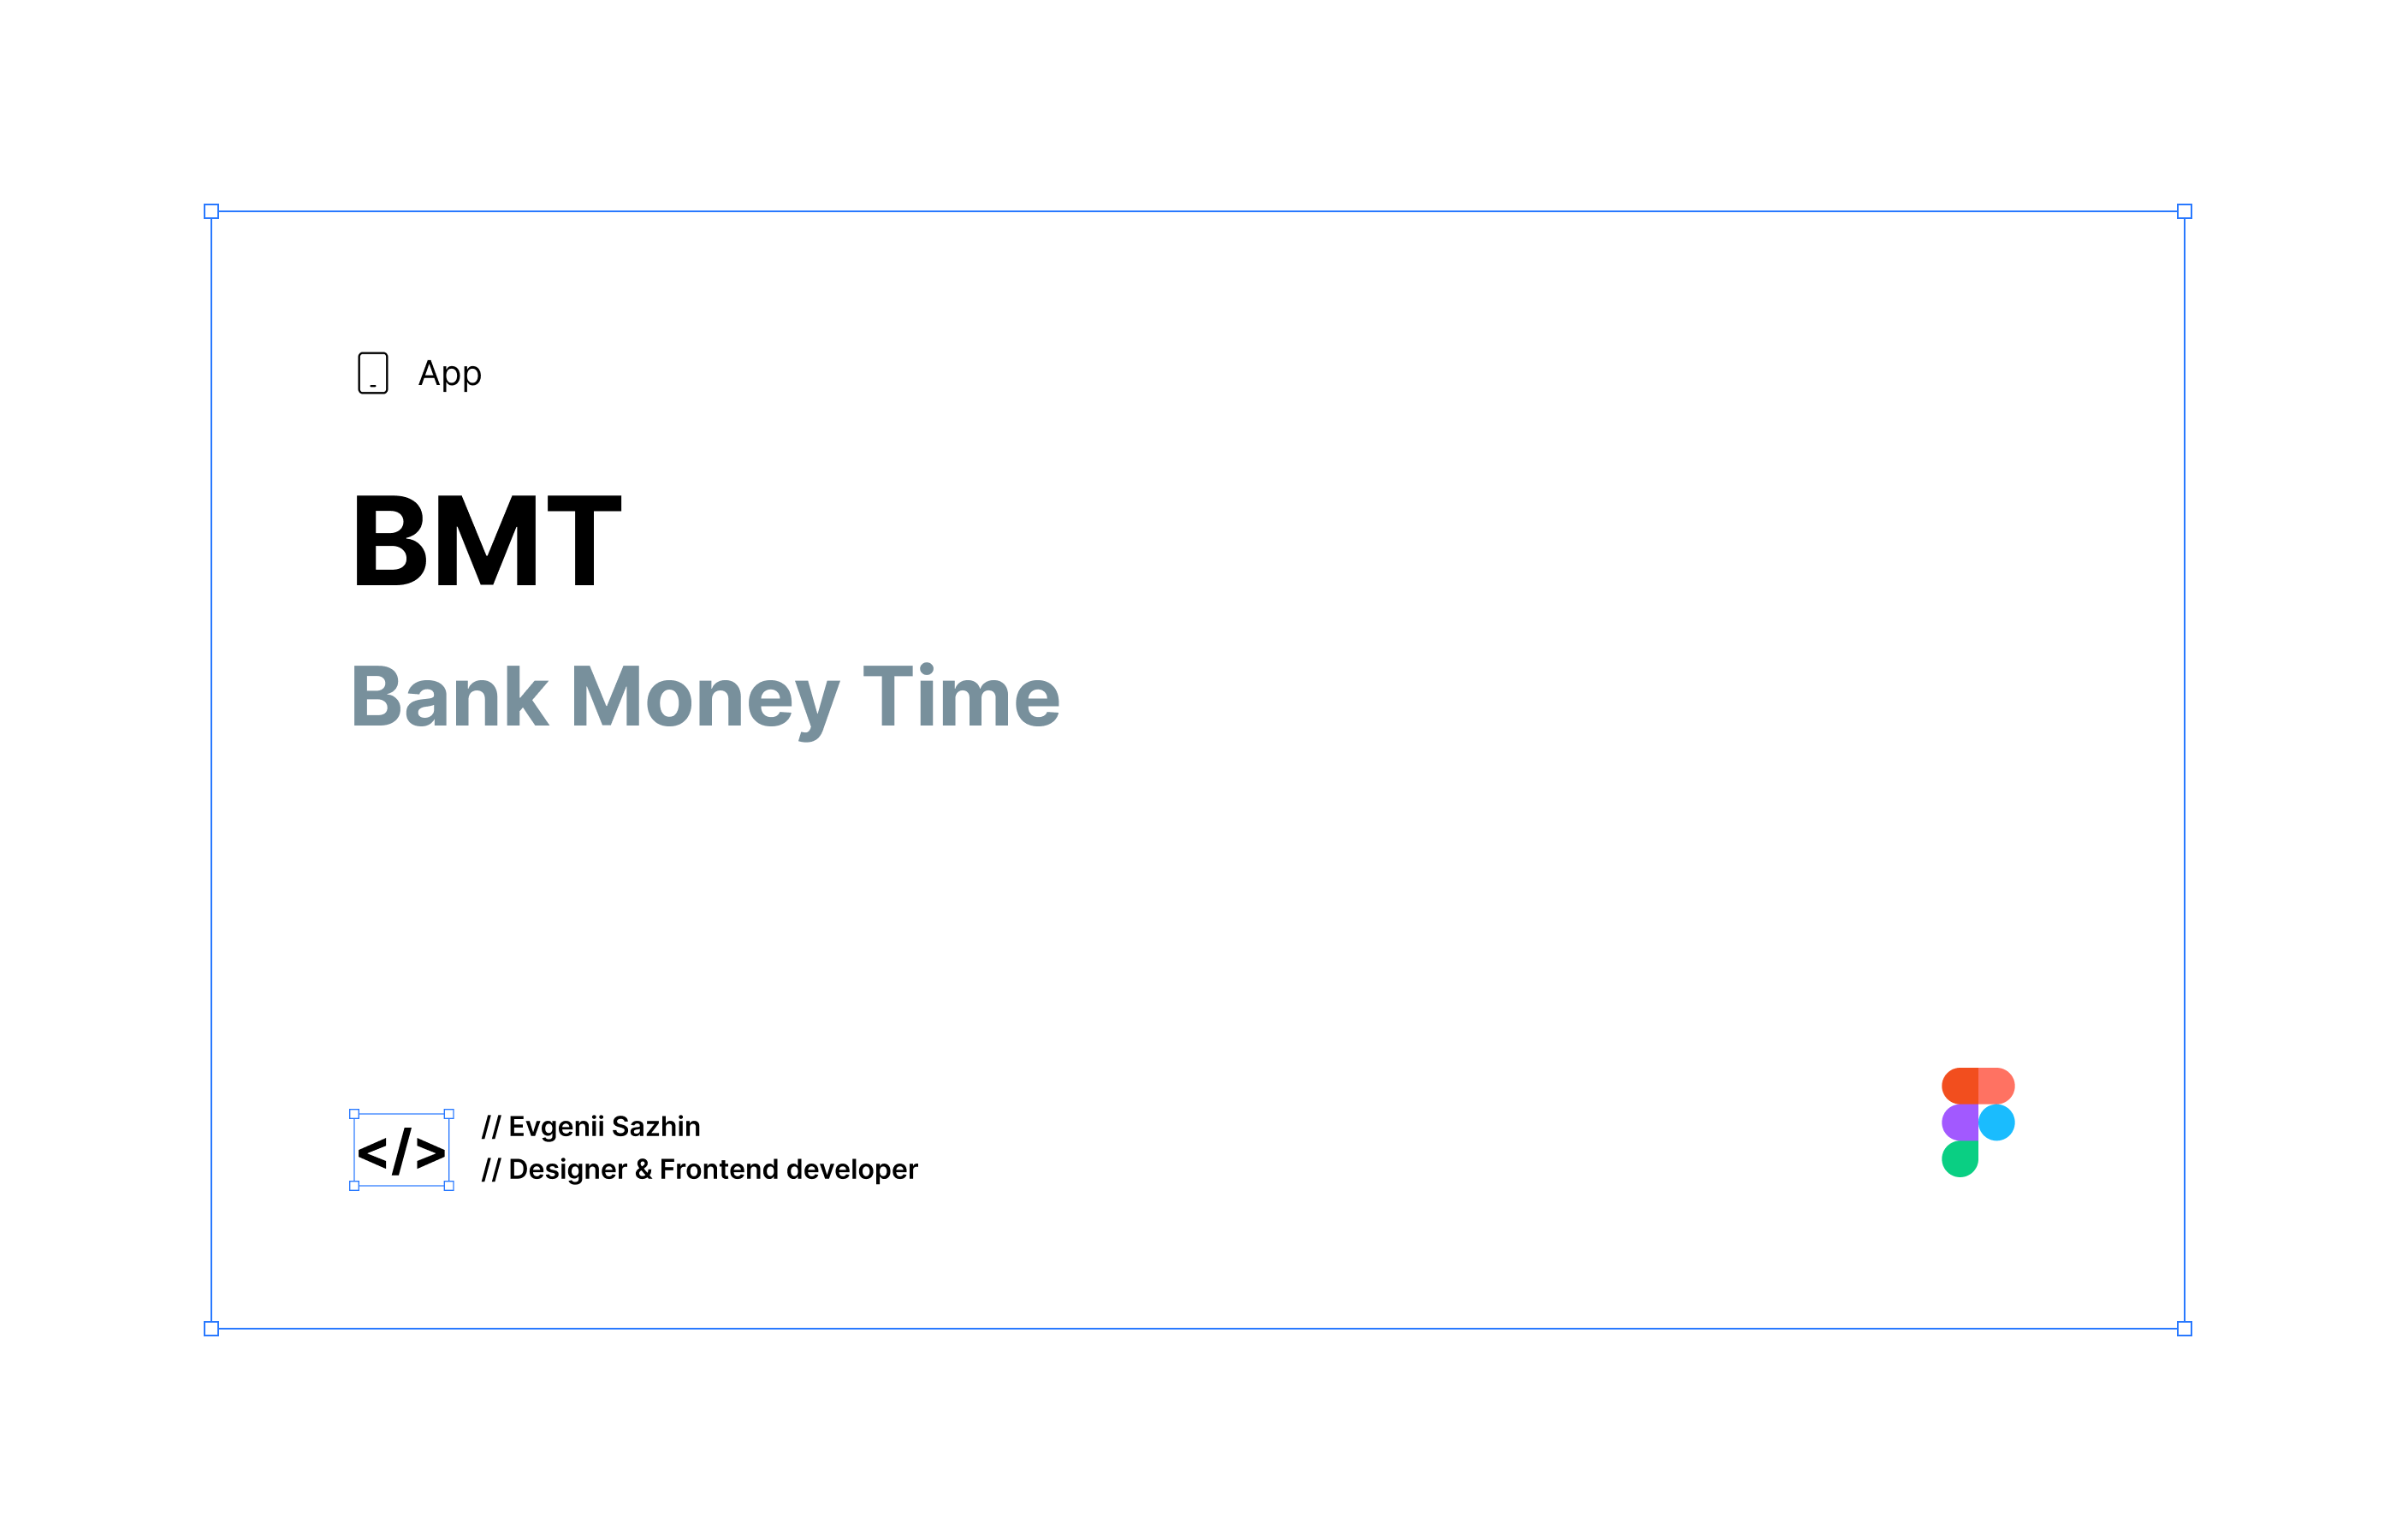 App
BMT
Bank Money Time
</>
// Evgenii Sazhin
// Designer & Frontend developer